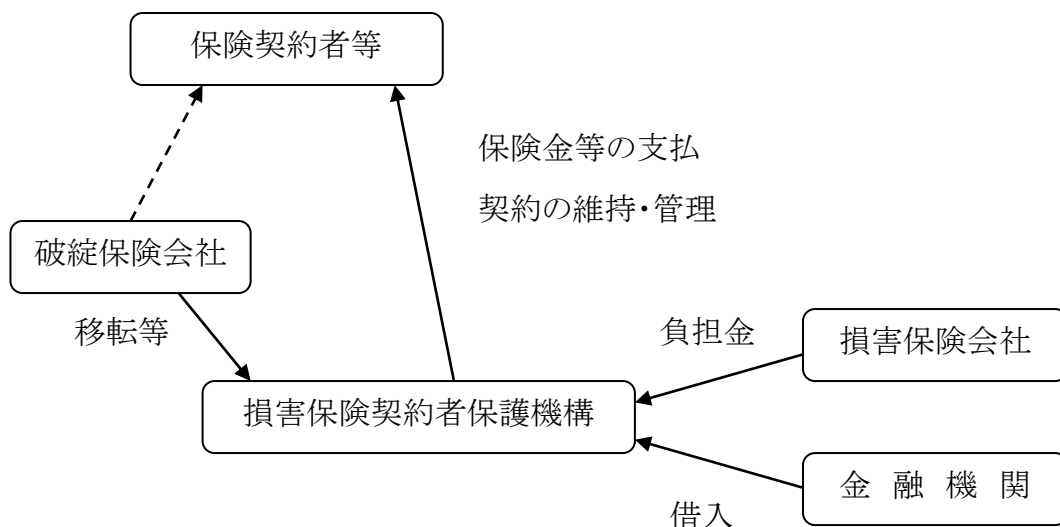 保険契約者等
保険金等の支払
契約の維持・管理
破綻保険会社
移転等
負担金
損害保険会社
損害保険契約者保護機構
金融機関
借入